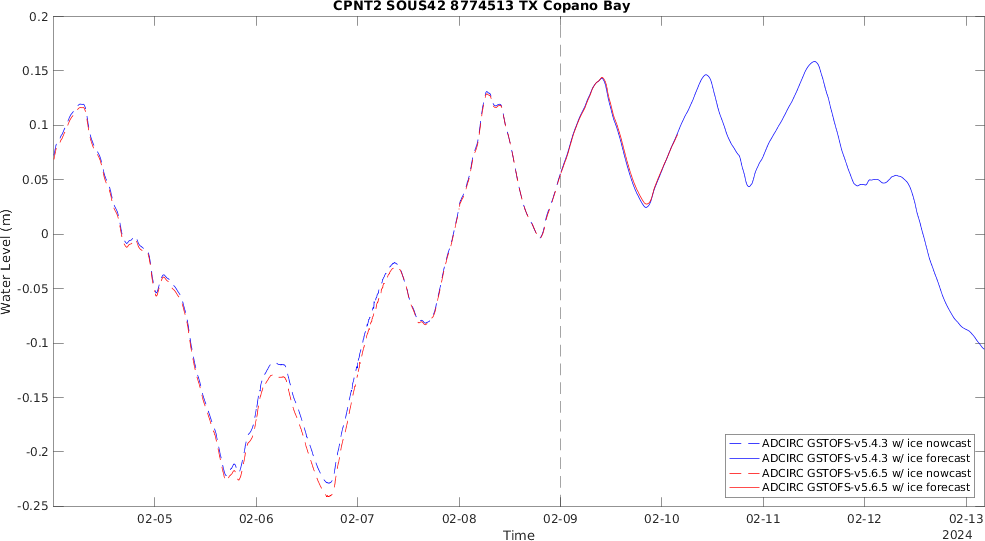 CPNT2 SOUS42 8774513 TX Copano Bay
0.2
0.15
0.1
0.05
0
-0.05
-0.1
-0.15
-0.2
-0.25
Water Level (m)
02-05 02-06 02-07 02-08 02-09 02-10 02-11 02-12 02-13
Time
2024
ADCIRC GSTOFS-v5.4.3 w/ ice nowcast
ADCIRC GSTOFS-v5.4.3 w/ ice forecast
ADCIRC GSTOFS-v5.6.5 w/ ice nowcast
ADCIRC GSTOFS-v5.6.5 w/ ice forecast